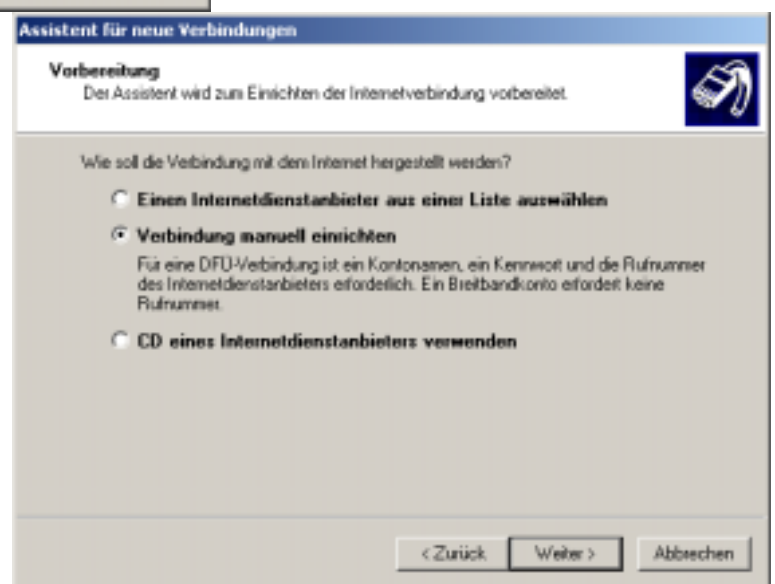 Assistent für neue Verbindungen
Vorbereitung
Der Assistent wird zum Einrichten der Internetverbindung vorbereitet.
Wie soll die Verbindung mit dem Internet hergestellt werden?
Einen Internetdienstanbieter aus einer Liste auswählen
Verbindung manuell einrichten
Für eine DFÜ-Verbindung ist ein Kontonamen, ein Kennwort und die Rufnummer
des Internetdienstanbieters erforderlich. Ein Breitbandkonto erfordert keine
Rufnummer.
CD eines Internetdienstanbieters verwenden
< Zurück Weiter > Abbrechen